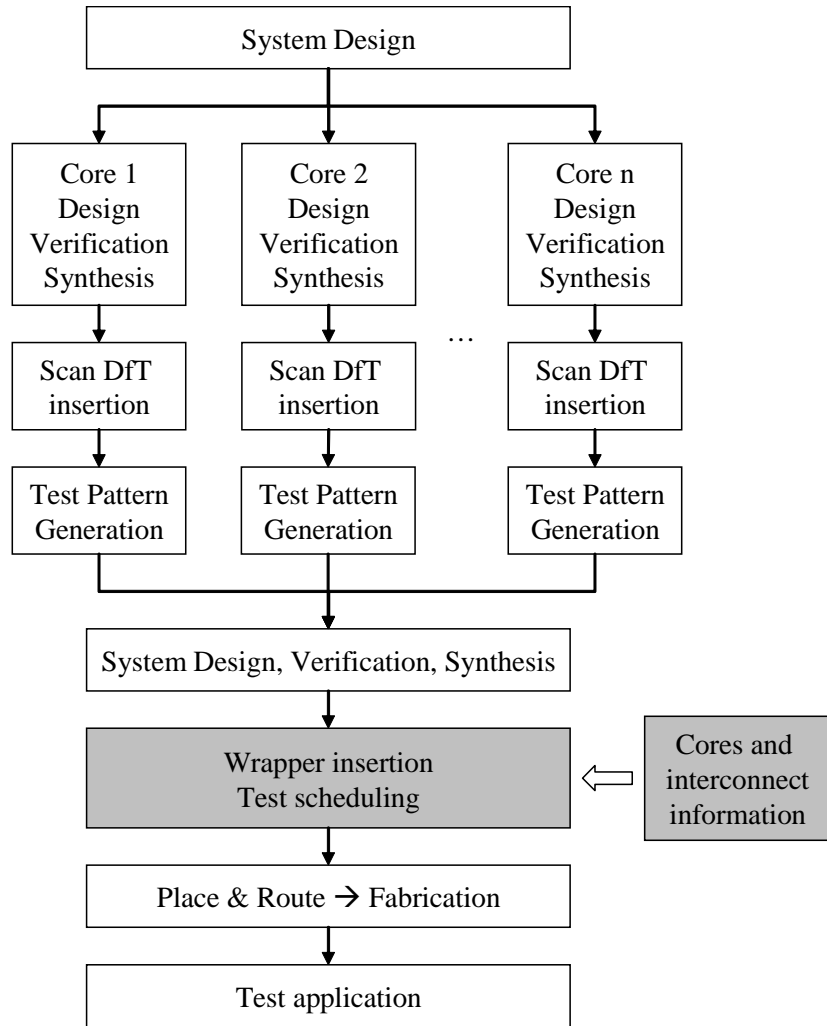 System Design
Core 1
Design
Verification
Synthesis
Core 2
Design
Verification
Synthesis
Core n
Design
Verification
Synthesis
…
Scan DfT
insertion
Scan DfT
insertion
Scan DfT
insertion
Test Pattern
Generation
Test Pattern
Generation
Test Pattern
Generation
System Design, Verification, Synthesis
Wrapper insertion
Test scheduling
Cores and
interconnect
information
Place & Route → Fabrication
Test application